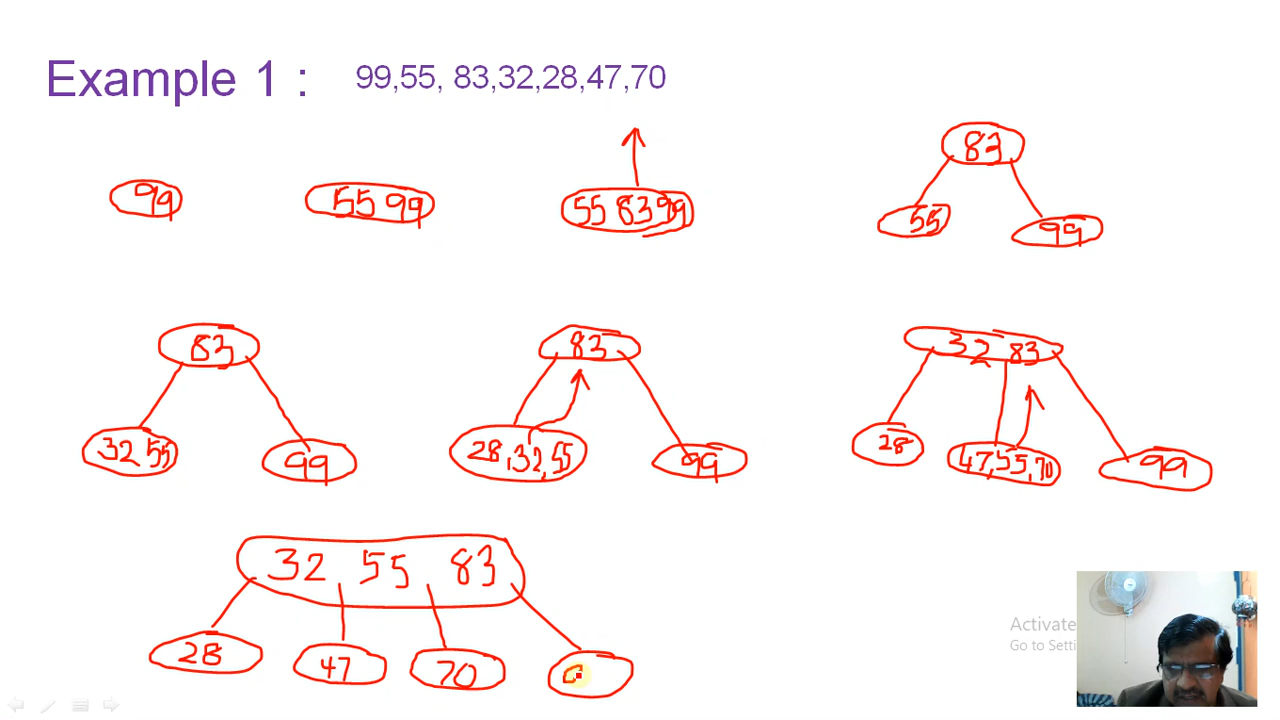 Example 1 : 99,55, 83,32,28,47,70
99 55 99 55 83 99
83
55 99
83 83 32 83
32 55 99 28,32,55 99 28 47,55,70 99
32 55 83
28 47 70
Activate
Go to Setti